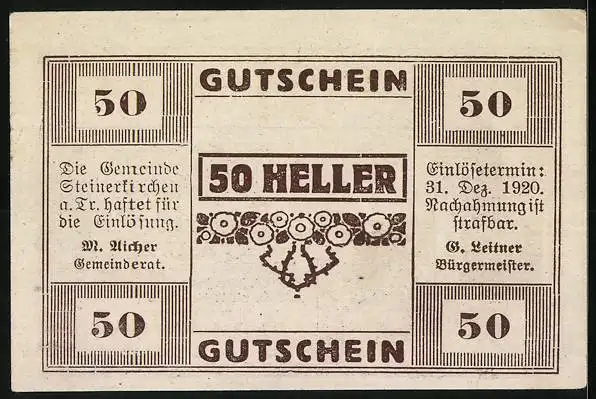 GUTSCHEIN
50
50
50 HELLER
Die Gemeinde
Steinerkirchen
a. Tr. haftet für
die Einlösung.
M. Aicher
Gemeinderat.
Einlösetermin:
31. Dez. 1920.
Nachahmung ist
strafbar.
G. Leitner
Bürgermeister.
50
50
GUTSCHEIN